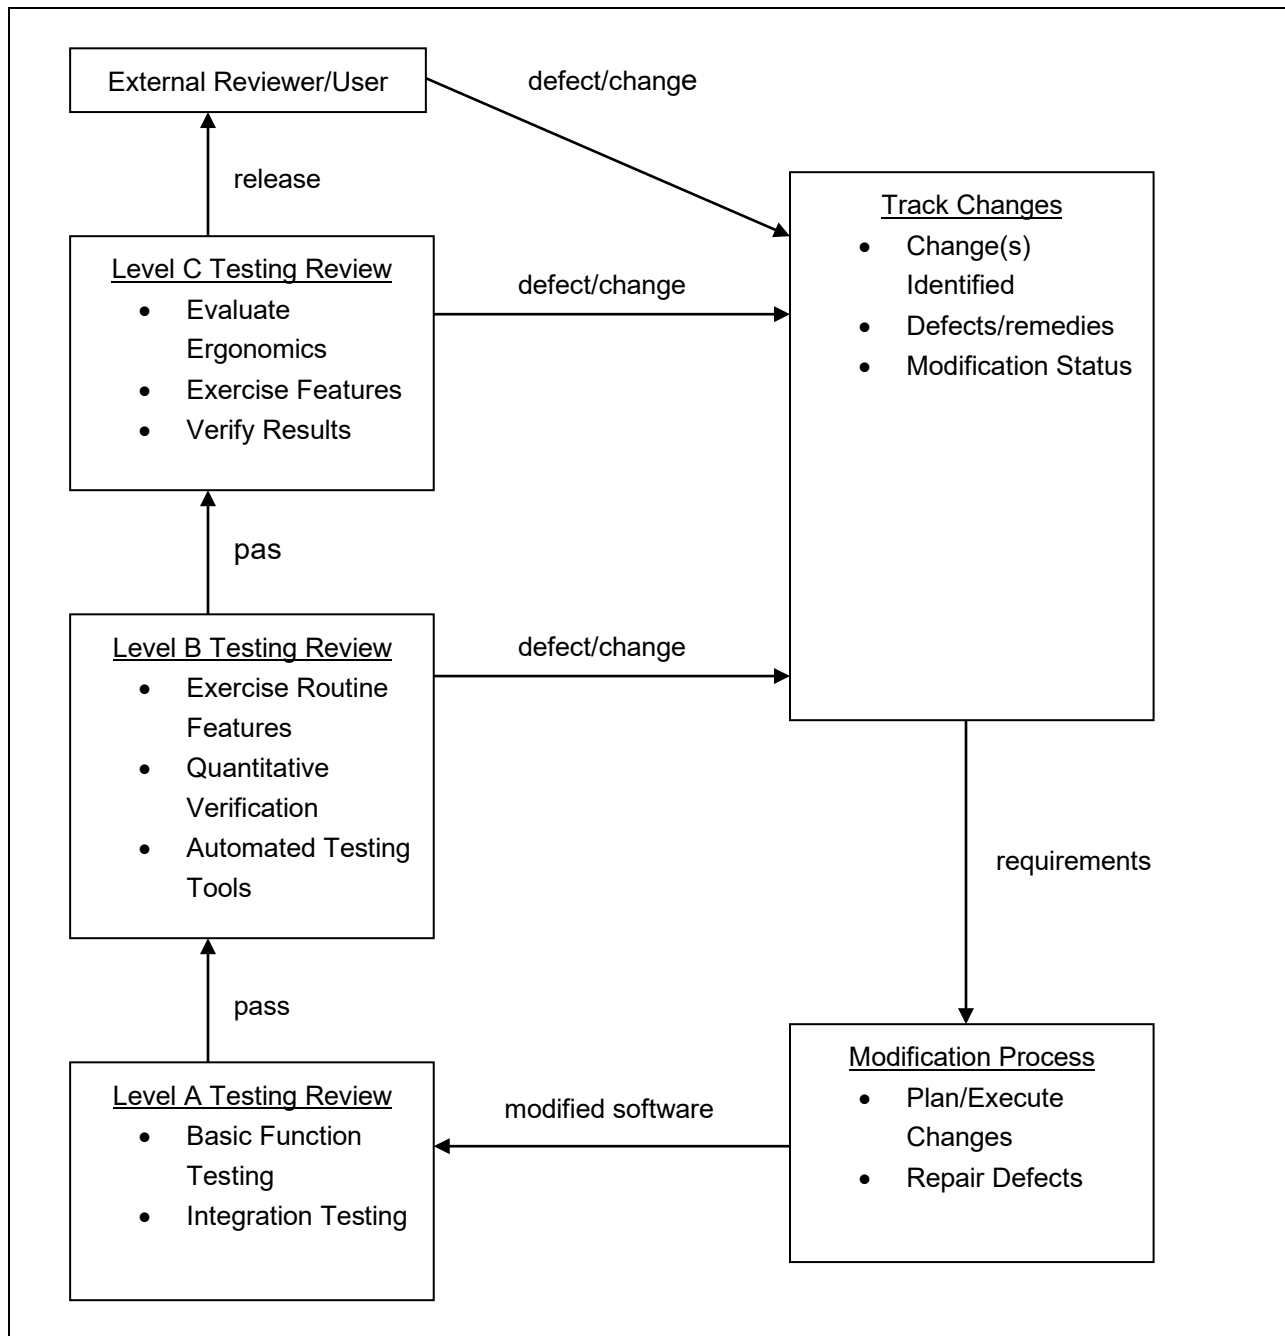 External Reviewer/User
defect/change
release
Track Changes
• Change(s)
Identified
• Defects/remedies
• Modification Status
Level C Testing Review
• Evaluate
Ergonomics
• Exercise Features
• Verify Results
defect/change
pas
Level B Testing Review
• Exercise Routine
Features
• Quantitative
Verification
• Automated Testing
Tools
defect/change
requirements
pass
Modification Process
• Plan/Execute
Changes
• Repair Defects
modified software
Level A Testing Review
• Basic Function
Testing
• Integration Testing